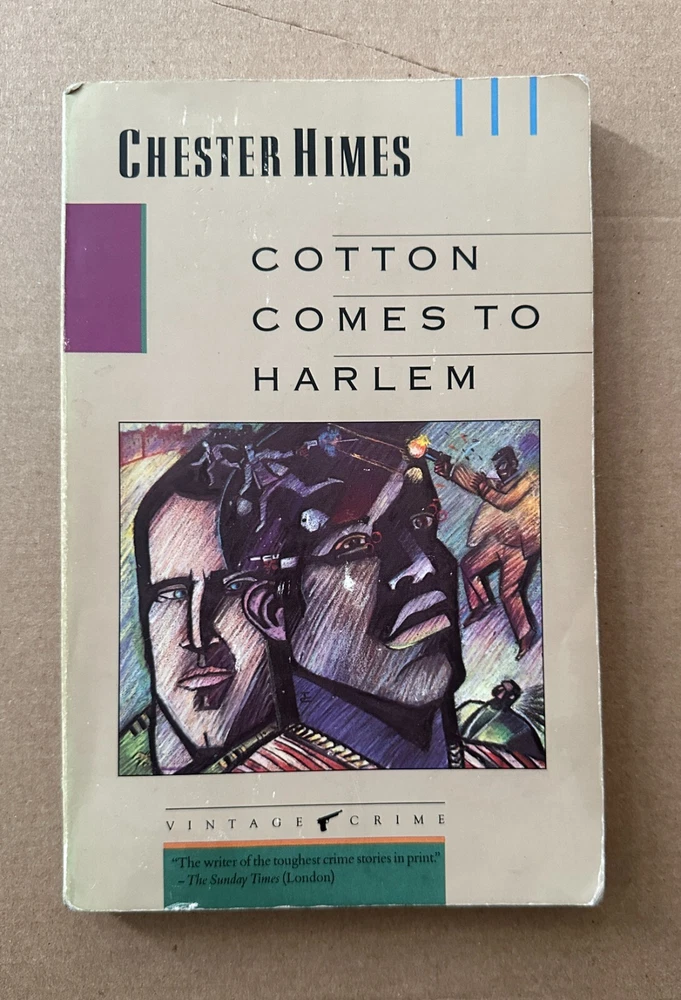 CHESTER HIMES
COTTON
COMES TO
HARLEM
VINTAGE CRIME
"The writer of the toughest crime stories in print."
– The Sunday Times (London)